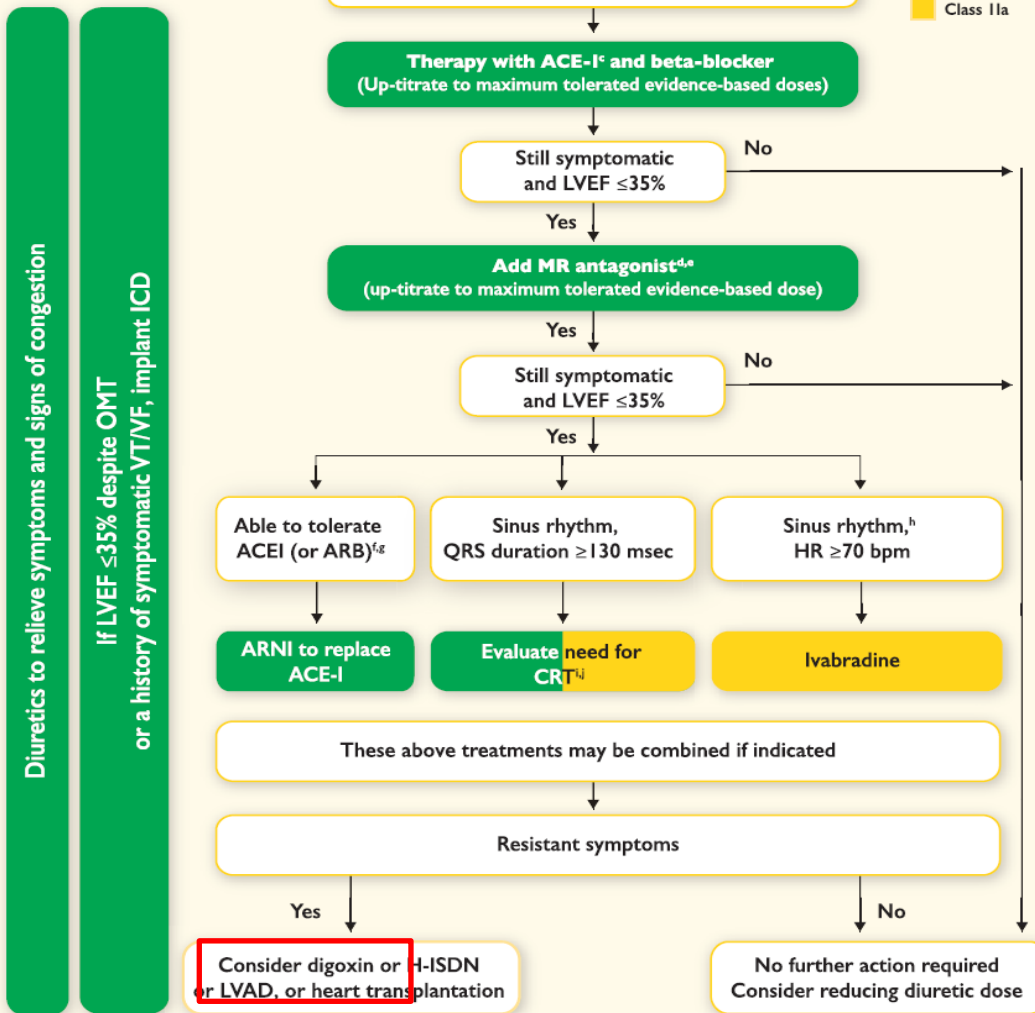 Class IIa
Therapy with ACE-Iᶜ and beta-blocker
(Up-titrate to maximum tolerated evidence-based doses)
Still symptomatic
and LVEF ≤35%
No
Yes
Add MR antagonistᵈ,ᵉ
(up-titrate to maximum tolerated evidence-based dose)
Yes
Still symptomatic
and LVEF ≤35%
No
Yes
Able to tolerate
ACEI (or ARB)ᶠ,ᵍ
Sinus rhythm,
QRS duration ≥130 msec
Sinus rhythm,ʰ
HR ≥70 bpm
ARNI to replace
ACE-I
Evaluate need for
CRTⁱ,ʲ
Ivabradine
These above treatments may be combined if indicated
Resistant symptoms
Yes
No
Consider digoxin or H-ISDN
or LVAD, or heart transplantation
No further action required
Consider reducing diuretic dose
Diuretics to relieve symptoms and signs of congestion
If LVEF ≤35% despite OMT
or a history of symptomatic VT/VF, implant ICD